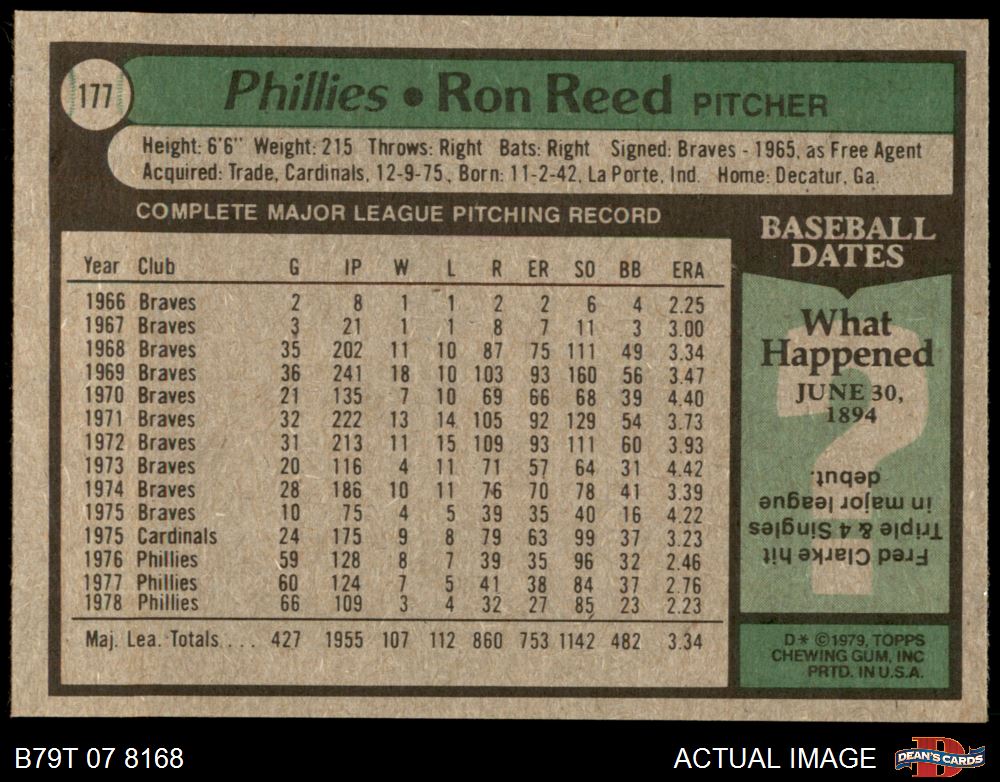 177
Phillies • Ron Reed PITCHER
Height: 6'6" Weight: 215 Throws: Right Bats: Right Signed: Braves - 1965, as Free Agent
Acquired: Trade, Cardinals, 12-9-75, Born: 11-2-42, La Porte, Ind. Home: Decatur, Ga.
COMPLETE MAJOR LEAGUE PITCHING RECORD
Year Club G IP W L R ER SO BB ERA
1966 Braves 2 8 1 1 2 2 6 4 2.25
1967 Braves 3 21 1 1 8 7 11 3 3.00
1968 Braves 35 202 11 10 87 75 111 49 3.34
1969 Braves 36 241 18 10 103 93 160 56 3.47
1970 Braves 21 135 7 10 69 66 68 39 4.40
1971 Braves 32 222 13 14 105 92 129 54 3.73
1972 Braves 31 213 11 15 109 93 111 60 3.93
1973 Braves 20 116 4 11 71 57 64 31 4.42
1974 Braves 28 186 10 11 76 70 78 41 3.39
1975 Braves 10 75 4 5 39 35 40 16 4.22
1975 Cardinals 24 175 9 8 79 63 99 37 3.23
1976 Phillies 59 128 8 7 39 35 96 32 2.46
1977 Phillies 60 124 7 5 41 38 84 37 2.76
1978 Phillies 66 109 3 4 32 27 85 23 2.23
Maj. Lea. Totals.... 427 1955 107 112 860 753 1142 482 3.34
BASEBALL
DATES
What
Happened
JUNE 30,
1894
Fred Clarke hit
Triple & 4 Singles
in major league
debut.
D* ©1979, TOPPS
CHEWING GUM, INC
PRTD. IN U.S.A.
B79T 07 8168
ACTUAL IMAGE
DEAN'S CARDS